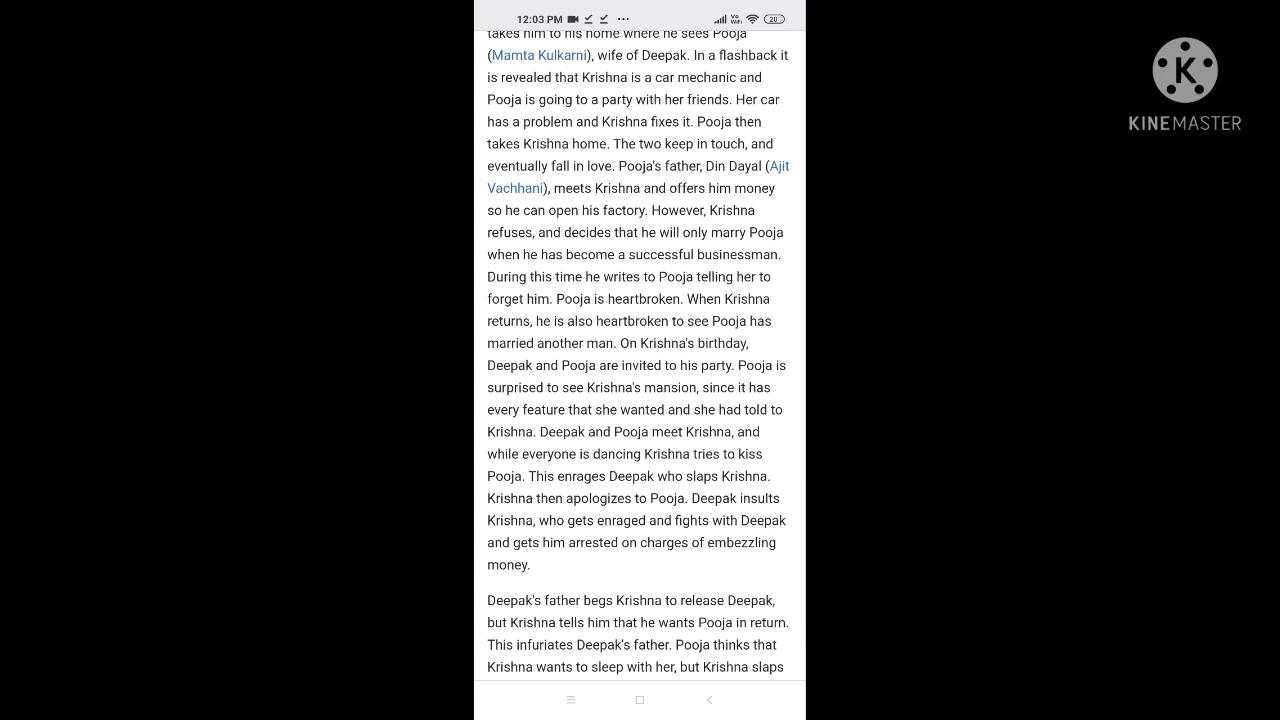 12:03 PM
Vo
WiFi
20
takes him to his home where he sees Pooja
(Mamta Kulkarni), wife of Deepak. In a flashback it
is revealed that Krishna is a car mechanic and
Pooja is going to a party with her friends. Her car
has a problem and Krishna fixes it. Pooja then
takes Krishna home. The two keep in touch, and
eventually fall in love. Pooja's father, Din Dayal (Ajit
Vachhani), meets Krishna and offers him money
so he can open his factory. However, Krishna
refuses, and decides that he will only marry Pooja
when he has become a successful businessman.
During this time he writes to Pooja telling her to
forget him. Pooja is heartbroken. When Krishna
returns, he is also heartbroken to see Pooja has
married another man. On Krishna's birthday,
Deepak and Pooja are invited to his party. Pooja is
surprised to see Krishna's mansion, since it has
every feature that she wanted and she had told to
Krishna. Deepak and Pooja meet Krishna, and
while everyone is dancing Krishna tries to kiss
Pooja. This enrages Deepak who slaps Krishna.
Krishna then apologizes to Pooja. Deepak insults
Krishna, who gets enraged and fights with Deepak
and gets him arrested on charges of embezzling
money.
Deepak's father begs Krishna to release Deepak,
but Krishna tells him that he wants Pooja in return.
This infuriates Deepak's father. Pooja thinks that
Krishna wants to sleep with her, but Krishna slaps
K
KINEMASTER